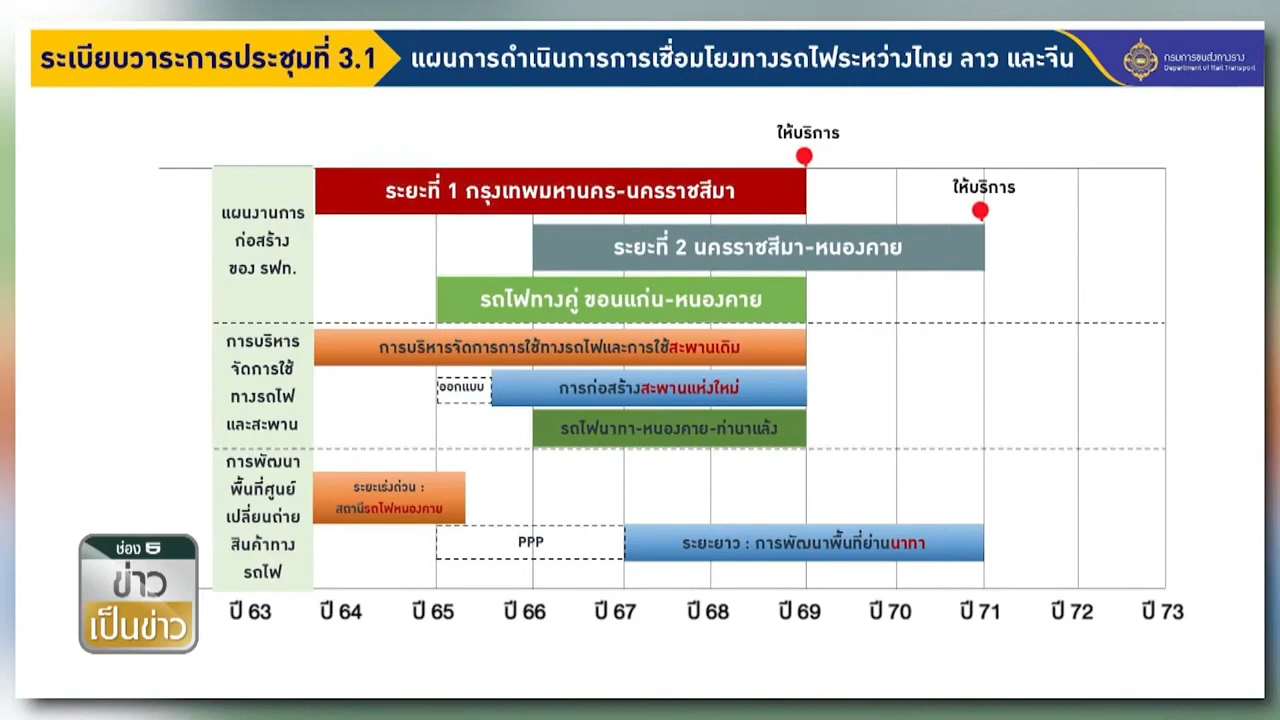 ระเบียบวาระการประชุมที่ 3.1
แผนการดำเนินการการเชื่อมโยงทางรถไฟระหว่างไทย ลาว และจีน
กรมการขนส่งทางราง
Department of Rail Transport
ให้บริการ
ให้บริการ
แผนงานการ
ก่อสร้าง
ของ รฟท.
ระยะที่ 1 กรุงเทพมหานคร-นครราชสีมา
ระยะที่ 2 นครราชสีมา-หนองคาย
รถไฟทางคู่ ขอนแก่น-หนองคาย
การบริหาร
จัดการใช้
ทางรถไฟ
และสะพาน
การบริหารจัดการการใช้ทางรถไฟและการใช้สะพานเดิม
ออกแบบ
การก่อสร้างสะพานแห่งใหม่
รถไฟนาทา-หนองคาย-ท่านาแล้ง
การพัฒนา
พื้นที่ศูนย์
เปลี่ยนถ่าย
สินค้าทาง
รถไฟ
ระยะเร่งด่วน :
สถานีรถไฟหนองคาย
PPP
ระยะยาว : การพัฒนาพื้นที่ย่านนาทา
ปี 63 ปี 64 ปี 65 ปี 66 ปี 67 ปี 68 ปี 69 ปี 70 ปี 71 ปี 72 ปี 73
ช่อง 5
ข่าว
เป็นข่าว